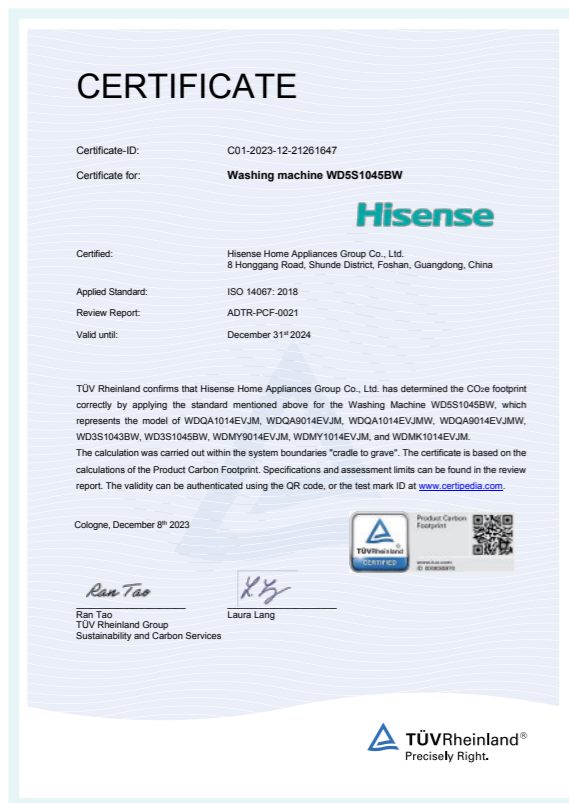 CERTIFICATE
Certificate-ID: C01-2023-12-21261647
Certificate for: Washing machine WD5S1045BW
Hisense
Certified: Hisense Home Appliances Group Co., Ltd.
8 Honggang Road, Shunde District, Foshan, Guangdong, China
Applied Standard: ISO 14067: 2018
Review Report: ADTR-PCF-0021
Valid until: December 31st 2024
TÜV Rheinland confirms that Hisense Home Appliances Group Co., Ltd. has determined the CO2e footprint
correctly by applying the standard mentioned above for the Washing Machine WD5S1045BW, which
represents the model of WDQA1014EVJM, WDQA9014EVJM, WDQA1014EVJMW, WDQA9014EVJMW,
WD3S1043BW, WD3S1045BW, WDMY9014EVJM, WDMY1014EVJM, and WDMK1014EVJM.
The calculation was carried out within the system boundaries "cradle to grave". The certificate is based on the
calculations of the Product Carbon Footprint. Specifications and assessment limits can be found in the review
report. The validity can be authenticated using the QR code, or the test mark ID at www.certipedia.com.
Cologne, December 8th 2023
TÜVRheinland
CERTIFIED
Product Carbon
Footprint
www.tuv.com
ID
Ran Tao
Ran Tao
TÜV Rheinland Group
Sustainability and Carbon Services
Laura Lang
TÜVRheinland®
Precisely Right.